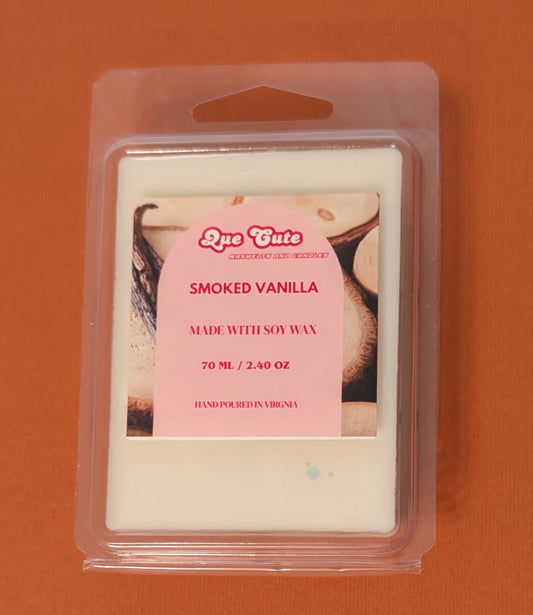 Que Cute
WAXMELTS AND CANDLES
SMOKED VANILLA
MADE WITH SOY WAX
70 ML / 2.40 OZ
HAND POURED IN VIRGNIA